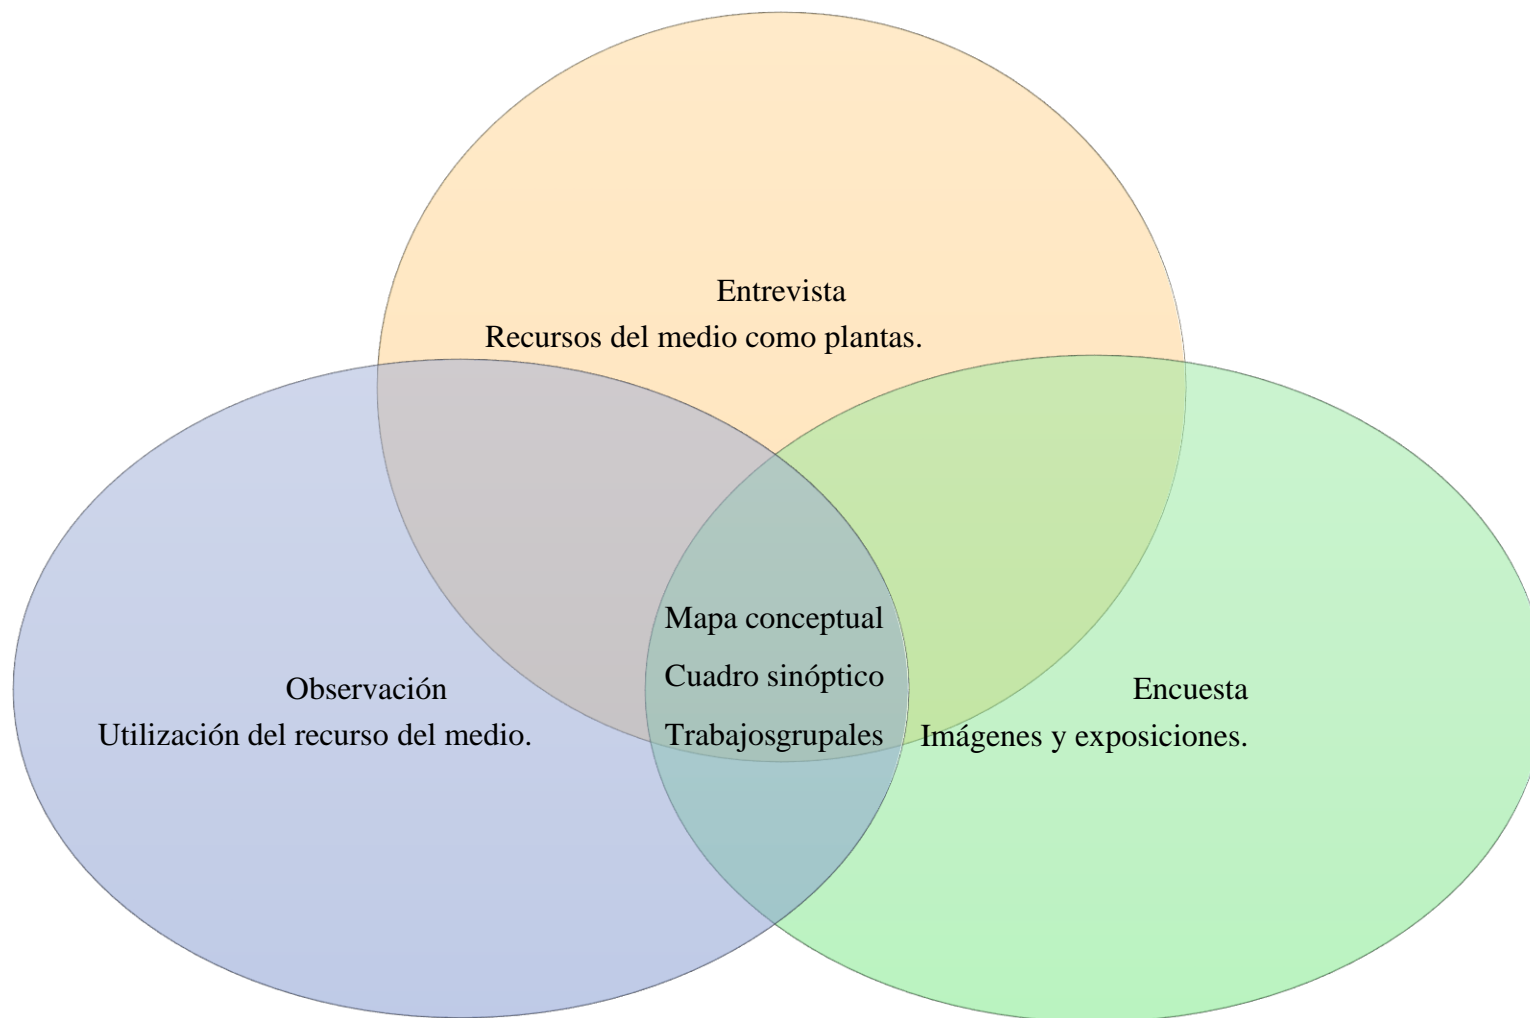 Entrevista
Recursos del medio como plantas.
Mapa conceptual
Cuadro sinóptico
Trabajosgrupales
Observación
Utilización del recurso del medio.
Encuesta
Imágenes y exposiciones.